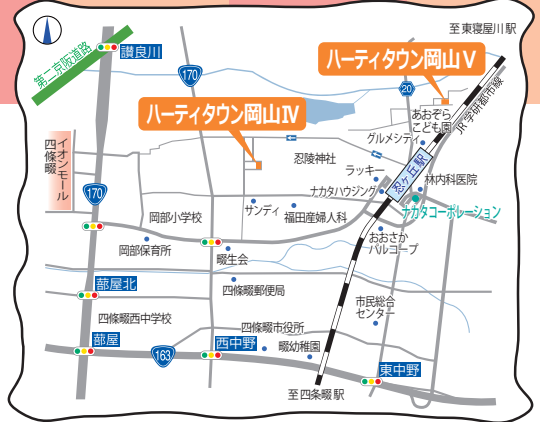 至東寝屋川駅
第二京阪道路
讃良川
170
ハーティタウン岡山Ⅴ
20
JR学研都市線
ハーティタウン岡山Ⅳ
あおぞら
こども園
グルメシティ
イオンモール
四條畷
忍陵神社
忍ヶ丘駅
ラッキー
林内科医院
170
ナカタハウジング
サンディ
岡部小学校
福田産婦人科
ナカタコーポレーション
おおさか
パルコープ
岡部保育所
畷生会
蔀屋北
四條畷郵便局
市民総合
センター
四條畷西中学校
四條畷市役所
蔀屋
163
西中野
畷幼稚園
東中野
至四条畷駅